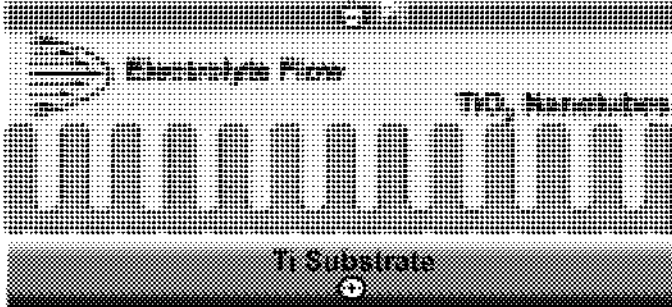 Electrolyte Flow
TiO₂ Nanotubes
Ti Substrate
+